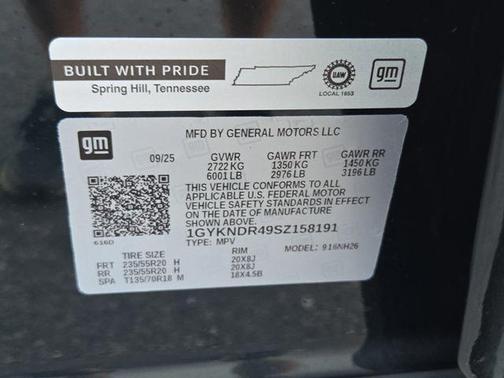 BUILT WITH PRIDE
Spring Hill, Tennessee
UAW
LOCAL 1853
gm
gm
MFD BY GENERAL MOTORS LLC
09/25 GVWR GAWR FRT GAWR RR
2722 KG 1350 KG 1450 KG
6001 LB 2976 LB 3196 LB
THIS VEHICLE CONFORMS TO ALL
APPLICABLE U.S. FEDERAL MOTOR
VEHICLE SAFETY STANDARDS IN EFFECT
ON THE DATE OF MANUFACTURE
SHOWN ABOVE.
1GYKNDR49SZ158191
616D
TYPE: MPV MODEL: 916NH26
TIRE SIZE RIM
FRT 235/55R20 H 20X8J
RR 235/55R20 H 20X8J
SPA T135/70R18 M 18X4.5B